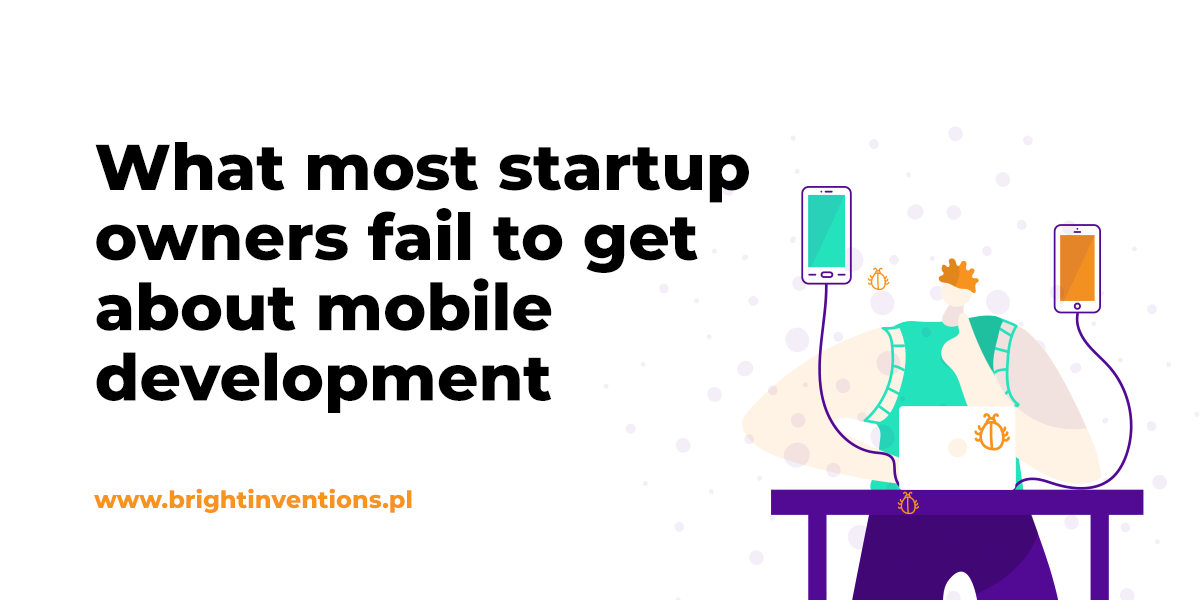 What most startup
owners fail to get
about mobile
development
www.brightinventions.pl